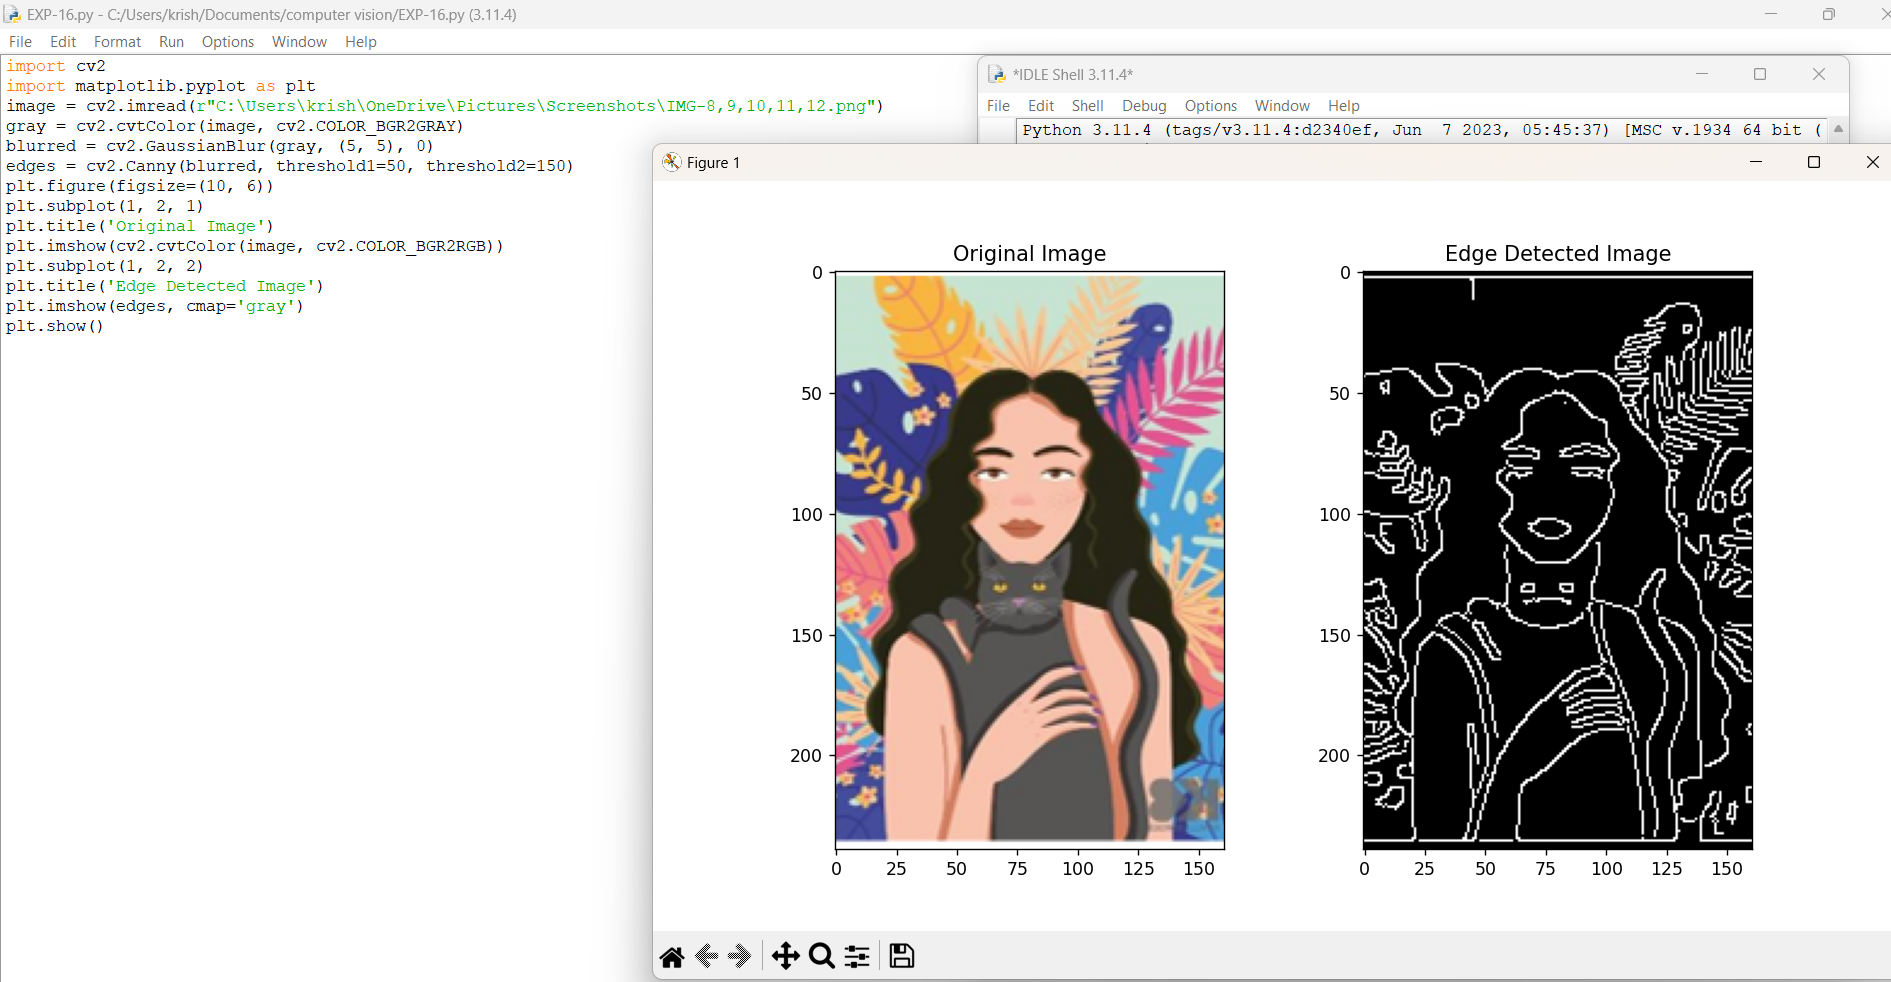 EXP-16.py - C:/Users/krish/Documents/computer vision/EXP-16.py (3.11.4)
File Edit Format Run Options Window Help
import cv2
import matplotlib.pyplot as plt
image = cv2.imread(r"C:\Users\krish\OneDrive\Pictures\Screenshots\IMG-8,9,10,11,12.png")
gray = cv2.cvtColor(image, cv2.COLOR_BGR2GRAY)
blurred = cv2.GaussianBlur(gray, (5, 5), 0)
edges = cv2.Canny(blurred, threshold1=50, threshold2=150)
plt.figure(figsize=(10, 6))
plt.subplot(1, 2, 1)
plt.title('Original Image')
plt.imshow(cv2.cvtColor(image, cv2.COLOR_BGR2RGB))
plt.subplot(1, 2, 2)
plt.title('Edge Detected Image')
plt.imshow(edges, cmap='gray')
plt.show()
*IDLE Shell 3.11.4*
File Edit Shell Debug Options Window Help
Python 3.11.4 (tags/v3.11.4:d2340ef, Jun 7 2023, 05:45:37) [MSC v.1934 64 bit (
Figure 1
Original Image
0
50
100
150
200
0 25 50 75 100 125 150
Edge Detected Image
0
50
100
150
200
0 25 50 75 100 125 150